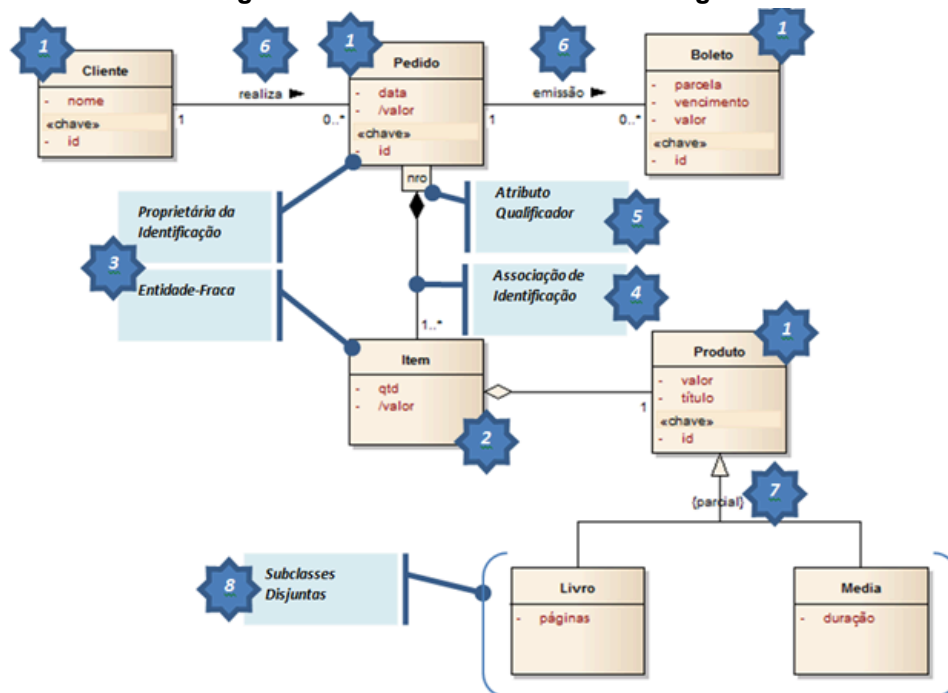 1
6
1
6
1
Cliente
- nome
«chave»
- id
realiza ►
1
0..*
Pedido
- data
- /valor
«chave»
- id
nro
emissão ►
1
0..*
Boleto
- parcela
- vencimento
- valor
«chave»
- id
Proprietária da
Identificação
3
Entidade-Fraca
Atributo
Qualificador
5
Associação de
Identificação
4
1..*
Item
- qtd
- /valor
2
1
Produto
1
- valor
- título
«chave»
- id
{parcial}
7
8
Subclasses
Disjuntas
Livro
- páginas
Media
- duração